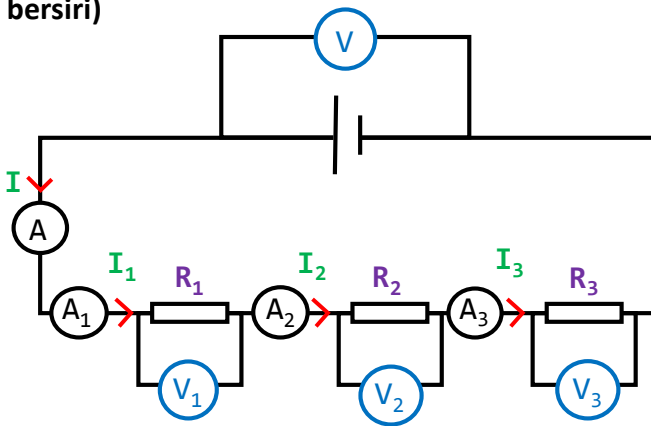 bersiri)
V
I
A
I₁
R₁
I₂
R₂
I₃
R₃
A₁
A₂
A₃
V₁
V₂
V₃